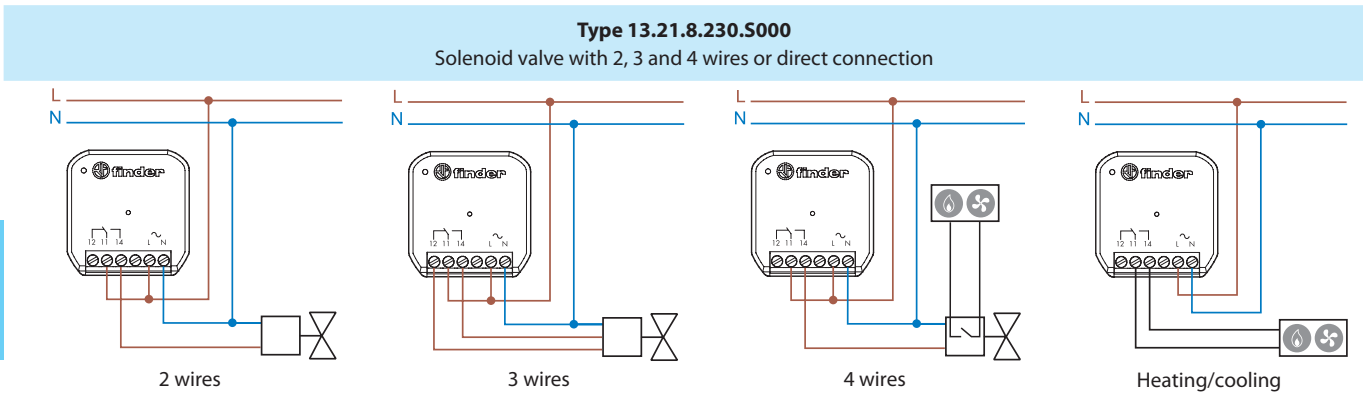 Type 13.21.8.230.S000
Solenoid valve with 2, 3 and 4 wires or direct connection
L
N
finder
12 11 14 L N
2 wires
L
N
finder
12 11 14 L N
3 wires
L
N
finder
12 11 14 L N
4 wires
L
N
finder
12 11 14 L N
Heating/cooling